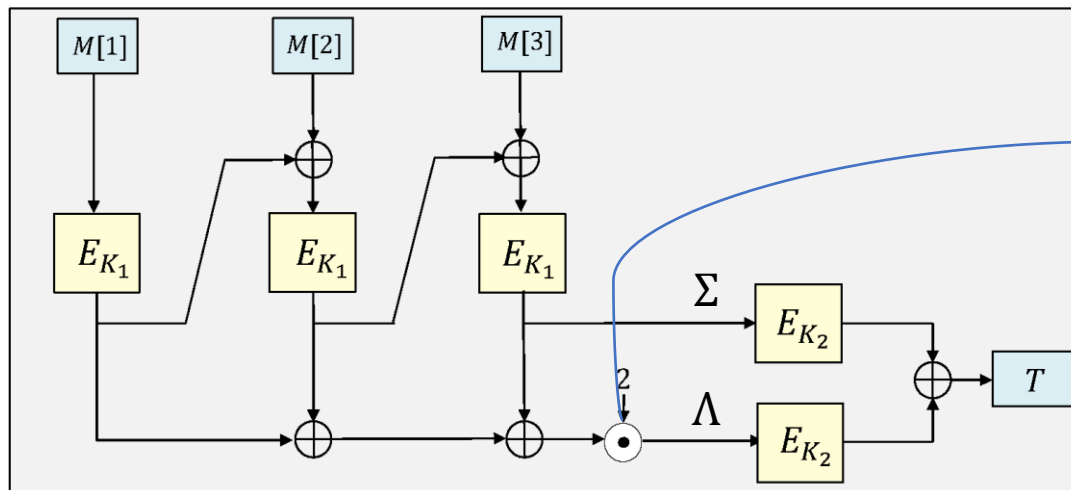 M[1] M[2] M[3]
E_{K_1} E_{K_1} E_{K_1}
Σ E_{K_2}
2
Λ E_{K_2}
T